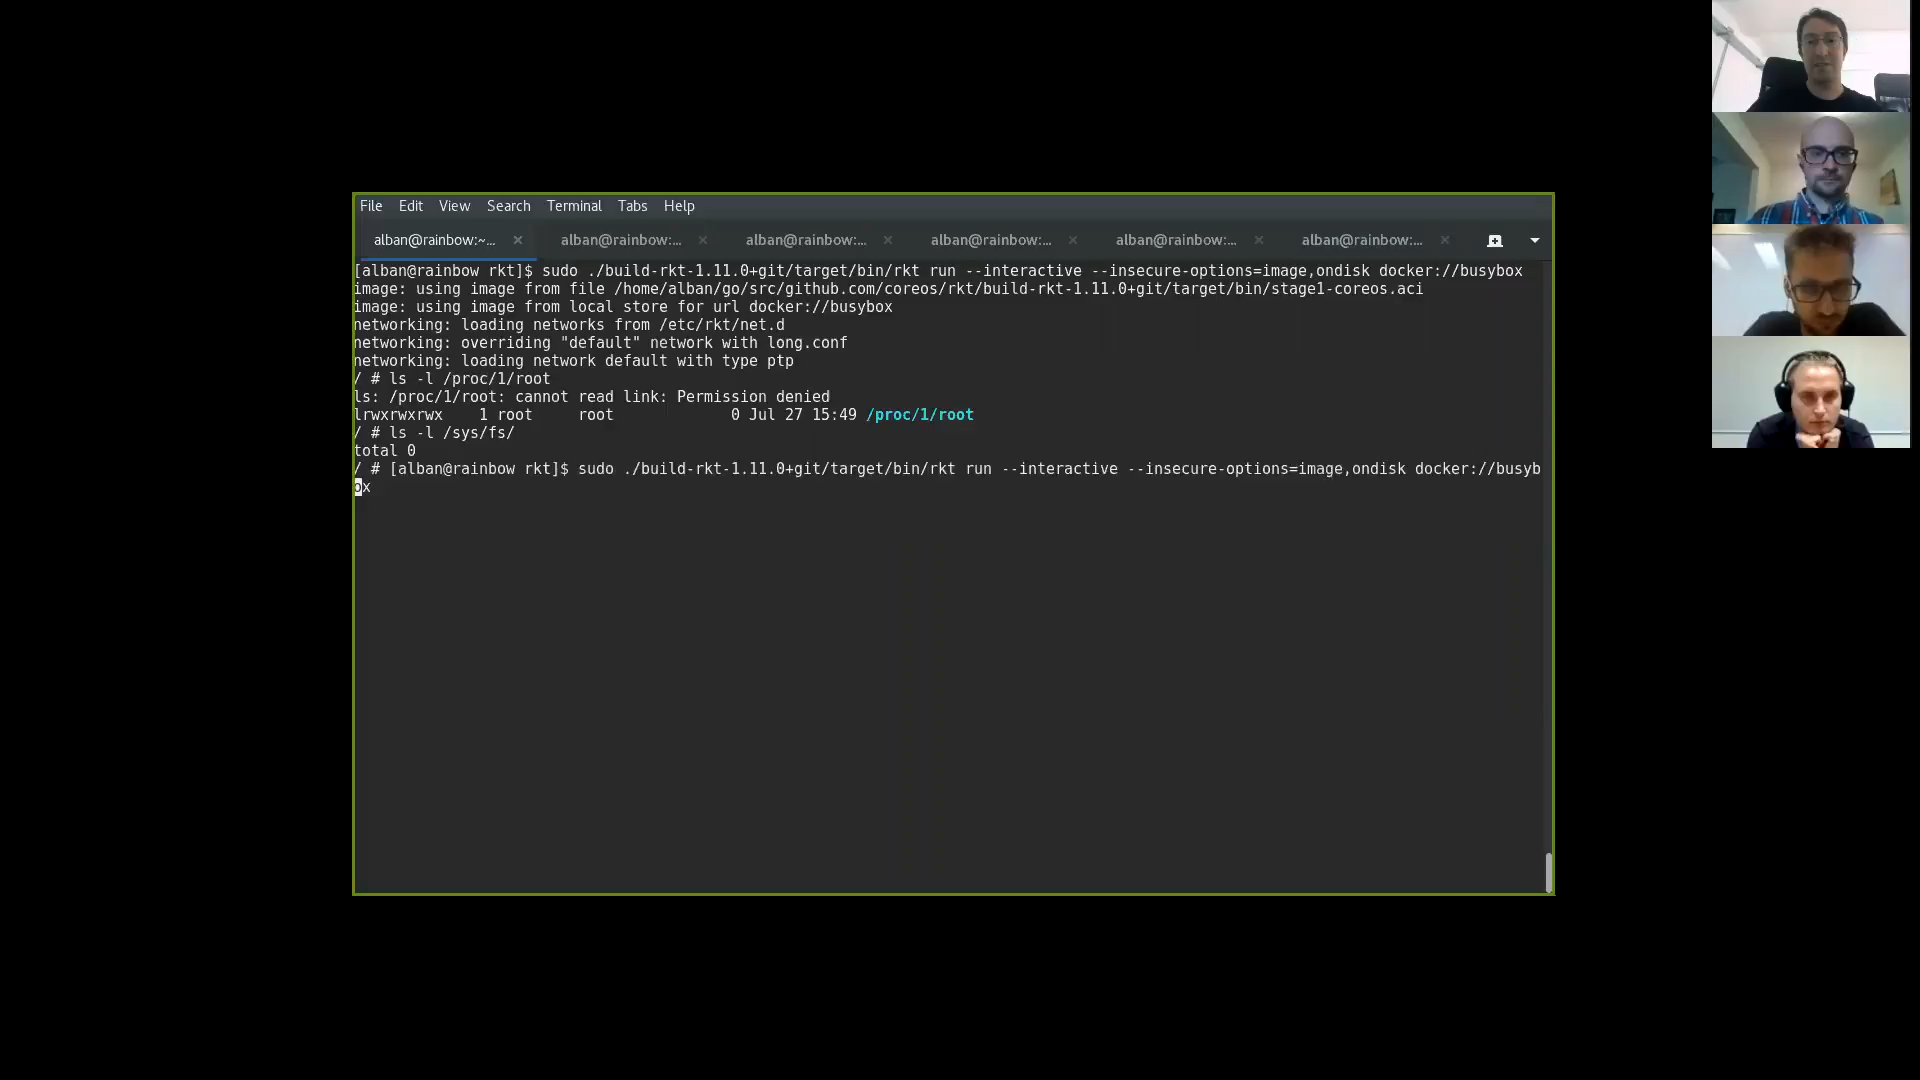 File Edit View Search Terminal Tabs Help
alban@rainbow:~... alban@rainbow:... alban@rainbow:... alban@rainbow:... alban@rainbow:... alban@rainbow:...
[alban@rainbow rkt]$ sudo ./build-rkt-1.11.0+git/target/bin/rkt run --interactive --insecure-options=image,ondisk docker://busybox
image: using image from file /home/alban/go/src/github.com/coreos/rkt/build-rkt-1.11.0+git/target/bin/stage1-coreos.aci
image: using image from local store for url docker://busybox
networking: loading networks from /etc/rkt/net.d
networking: overriding "default" network with long.conf
networking: loading network default with type ptp
/ # ls -l /proc/1/root
ls: /proc/1/root: cannot read link: Permission denied
lrwxrwxrwx    1 root     root             0 Jul 27 15:49 /proc/1/root
/ # ls -l /sys/fs/
total 0
/ # [alban@rainbow rkt]$ sudo ./build-rkt-1.11.0+git/target/bin/rkt run --interactive --insecure-options=image,ondisk docker://busyb
ox